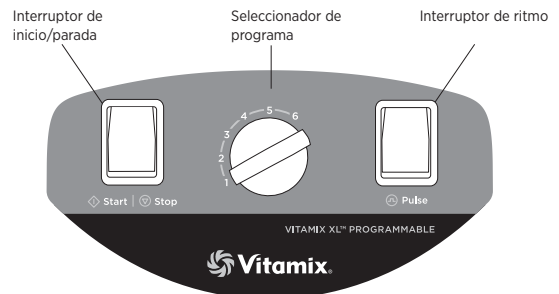 Interruptor de
inicio/parada
Seleccionador de
programa
Interruptor de ritmo
1
2
3
4
5
6
Start | Stop
Pulse
VITAMIX XL™ PROGRAMMABLE
Vitamix.